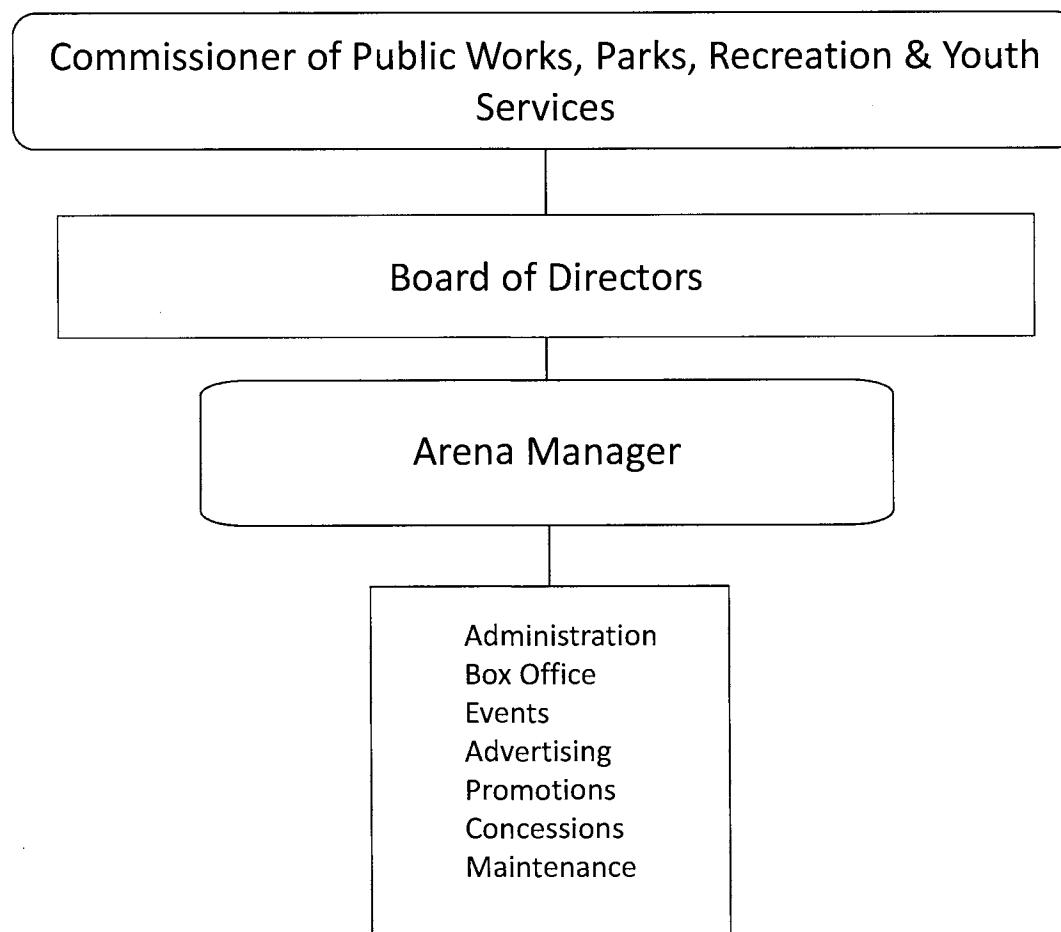 Commissioner of Public Works, Parks, Recreation & Youth
Services
Board of Directors
Arena Manager
Administration
Box Office
Events
Advertising
Promotions
Concessions
Maintenance